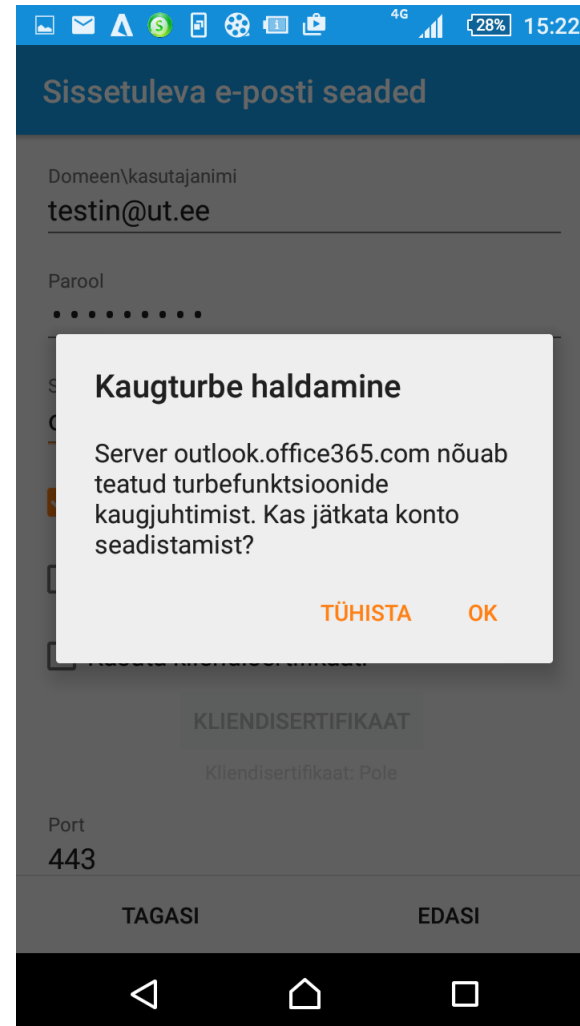 4G 28% 15:22
Sissetuleva e-posti seaded
Domeen\kasutajanimi
testin@ut.ee
Parool
Kaugturbe haldamine
Server outlook.office365.com nõuab
teatud turbefunktsioonide
kaugjuhtimist. Kas jätkata konto
seadistamist?
TÜHISTA OK
KLIENDISERTIFIKAAT
Kliendisertifikaat: Pole
Port
443
TAGASI EDASI